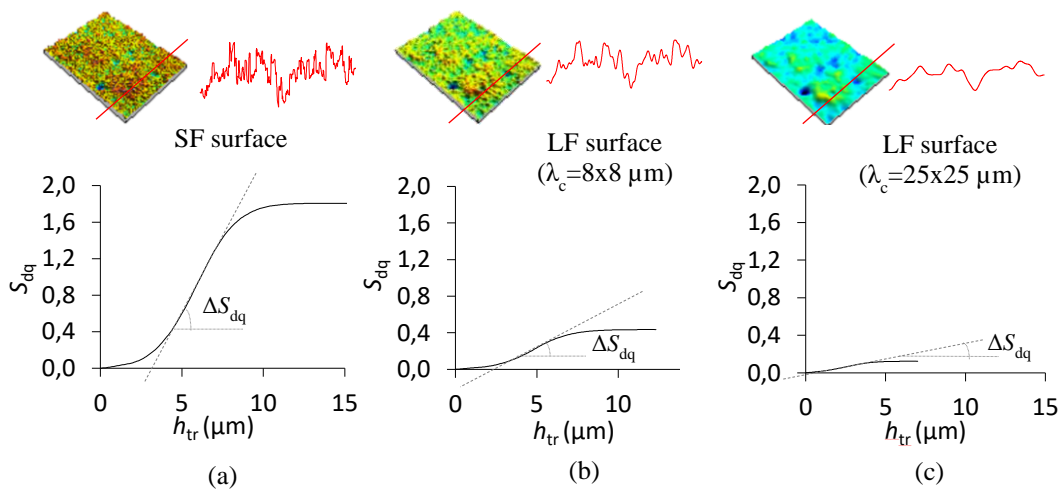 SF surface
LF surface
(λc=8x8 µm)
LF surface
(λc=25x25 µm)
2,0
1,6
1,2
0,8
0,4
0,0
Sdq
ΔSdq
0
5
10
15
htr (µm)
(a)
2,0
1,6
1,2
0,8
0,4
0,0
Sdq
ΔSdq
0
5
10
htr (µm)
(b)
2,0
1,6
1,2
0,8
0,4
0,0
Sdq
ΔSdq
0
5
10
15
htr (µm)
(c)